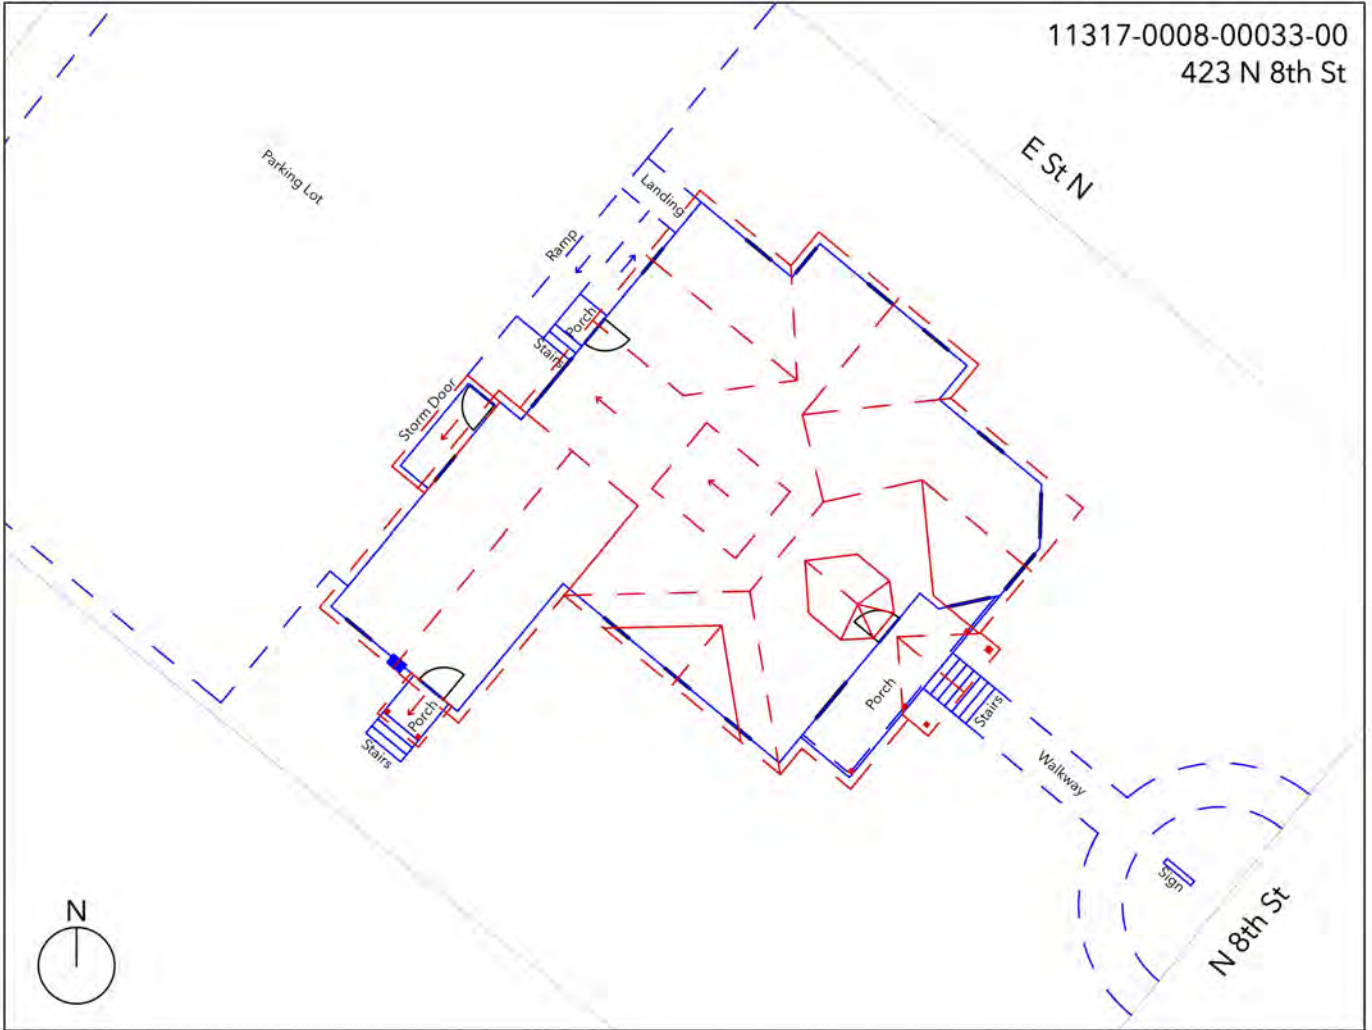 11317-0008-00033-00
423 N 8th St
E St N
Parking Lot
Landing
Ramp
Porch
Stairs
Storm Door
Porch
Stairs
Porch
Stairs
Walkway
Sign
N 8th St
N